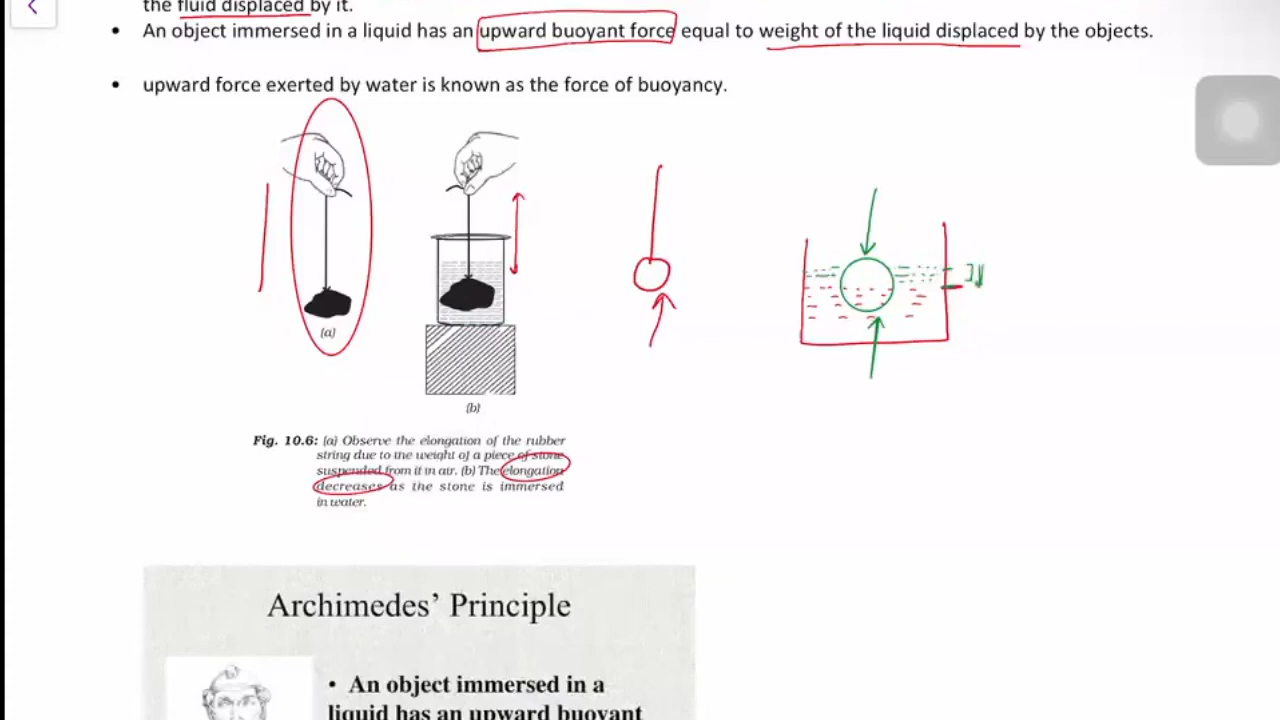 the fluid displaced by it.
• An object immersed in a liquid has an upward buoyant force equal to weight of the liquid displaced by the objects.
• upward force exerted by water is known as the force of buoyancy.
(a)
(b)
Fig. 10.6: (a) Observe the elongation of the rubber
string due to the weight of a piece of stone
suspended from it in air. (b) The elongation
decreases as the stone is immersed
in water.
Archimedes’ Principle
• An object immersed in a
liquid has an upward buoyant